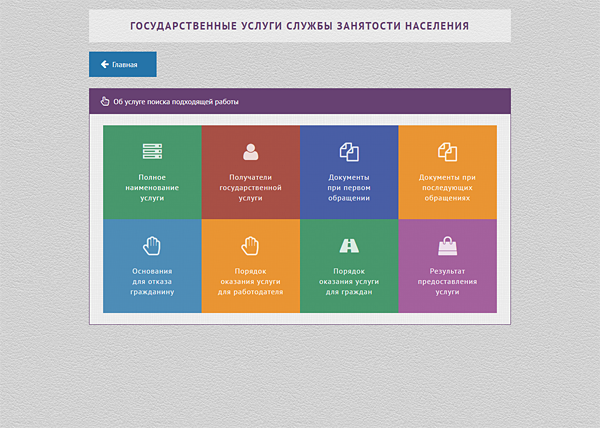 ГОСУДАРСТВЕННЫЕ УСЛУГИ СЛУЖБЫ ЗАНЯТОСТИ НАСЕЛЕНИЯ
Главная
Об услуге поиска подходящей работы
Полное
наименование
услуги
Получатели
государственной
услуги
Документы
при первом
обращении
Документы при
последующих
обращениях
Основания
для отказа
гражданину
Порядок
оказания услуги
для работодателя
Порядок
оказания услуги
для граждан
Результат
предоставления
услуги